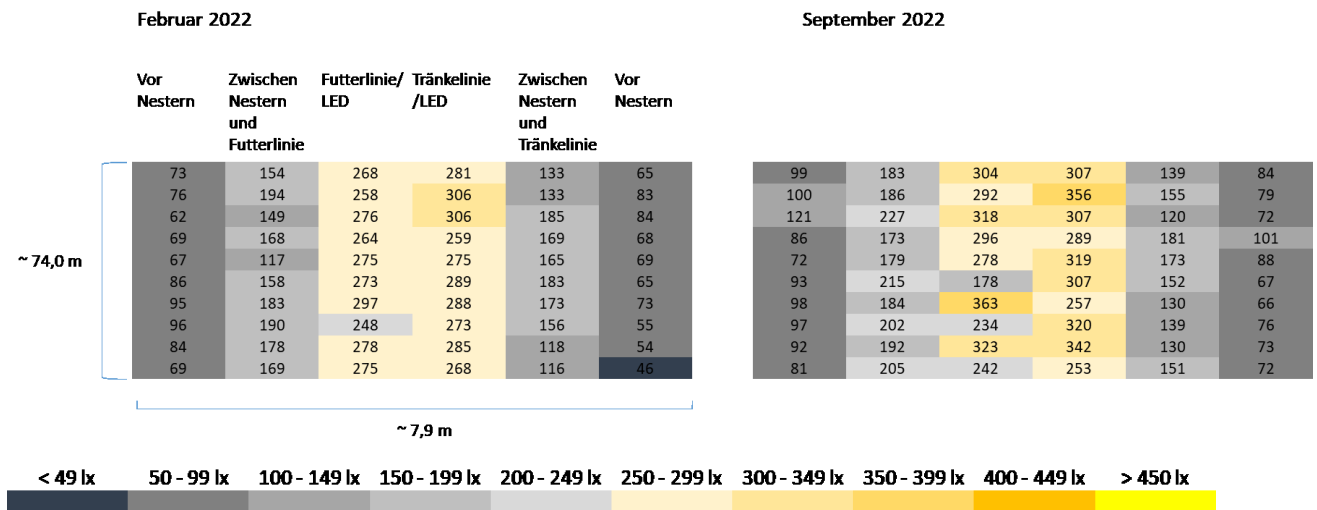 Februar 2022 September 2022
Vor Nestern Zwischen Nestern und Futterlinie Futterlinie/ LED Tränkelinie /LED Zwischen Nestern und Tränkelinie Vor Nestern
73 154 268 281 133 65 99 183 304 307 139 84
76 194 258 306 133 83 100 186 292 356 155 79
62 149 276 306 185 84 121 227 318 307 120 72
69 168 264 259 169 68 86 173 296 289 181 101
~ 74,0 m 67 117 275 275 165 69 72 179 278 319 173 88
86 158 273 289 183 65 93 215 178 307 152 67
95 183 297 288 173 73 98 184 363 257 130 66
96 190 248 273 156 55 97 202 234 320 139 76
84 178 278 285 118 54 92 192 323 342 130 73
69 169 275 268 116 46 81 205 242 253 151 72
~ 7,9 m
< 49 lx 50 - 99 lx 100 - 149 lx 150 - 199 lx 200 - 249 lx 250 - 299 lx 300 - 349 lx 350 - 399 lx 400 - 449 lx > 450 lx